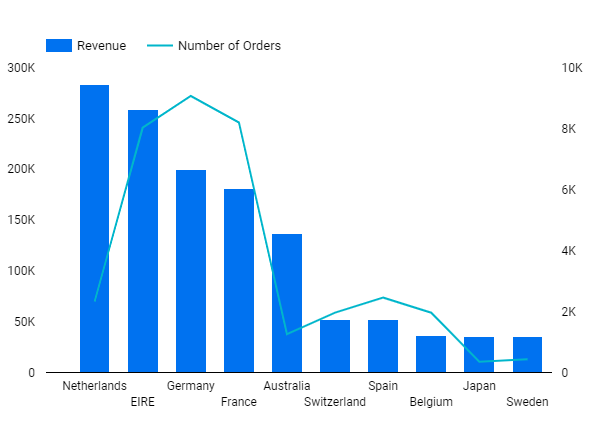 Revenue Number of Orders
300K 10K
250K 8K
200K 6K
150K 4K
100K 2K
50K 0
0
Netherlands Germany Australia Spain Japan
EIRE France Switzerland Belgium Sweden